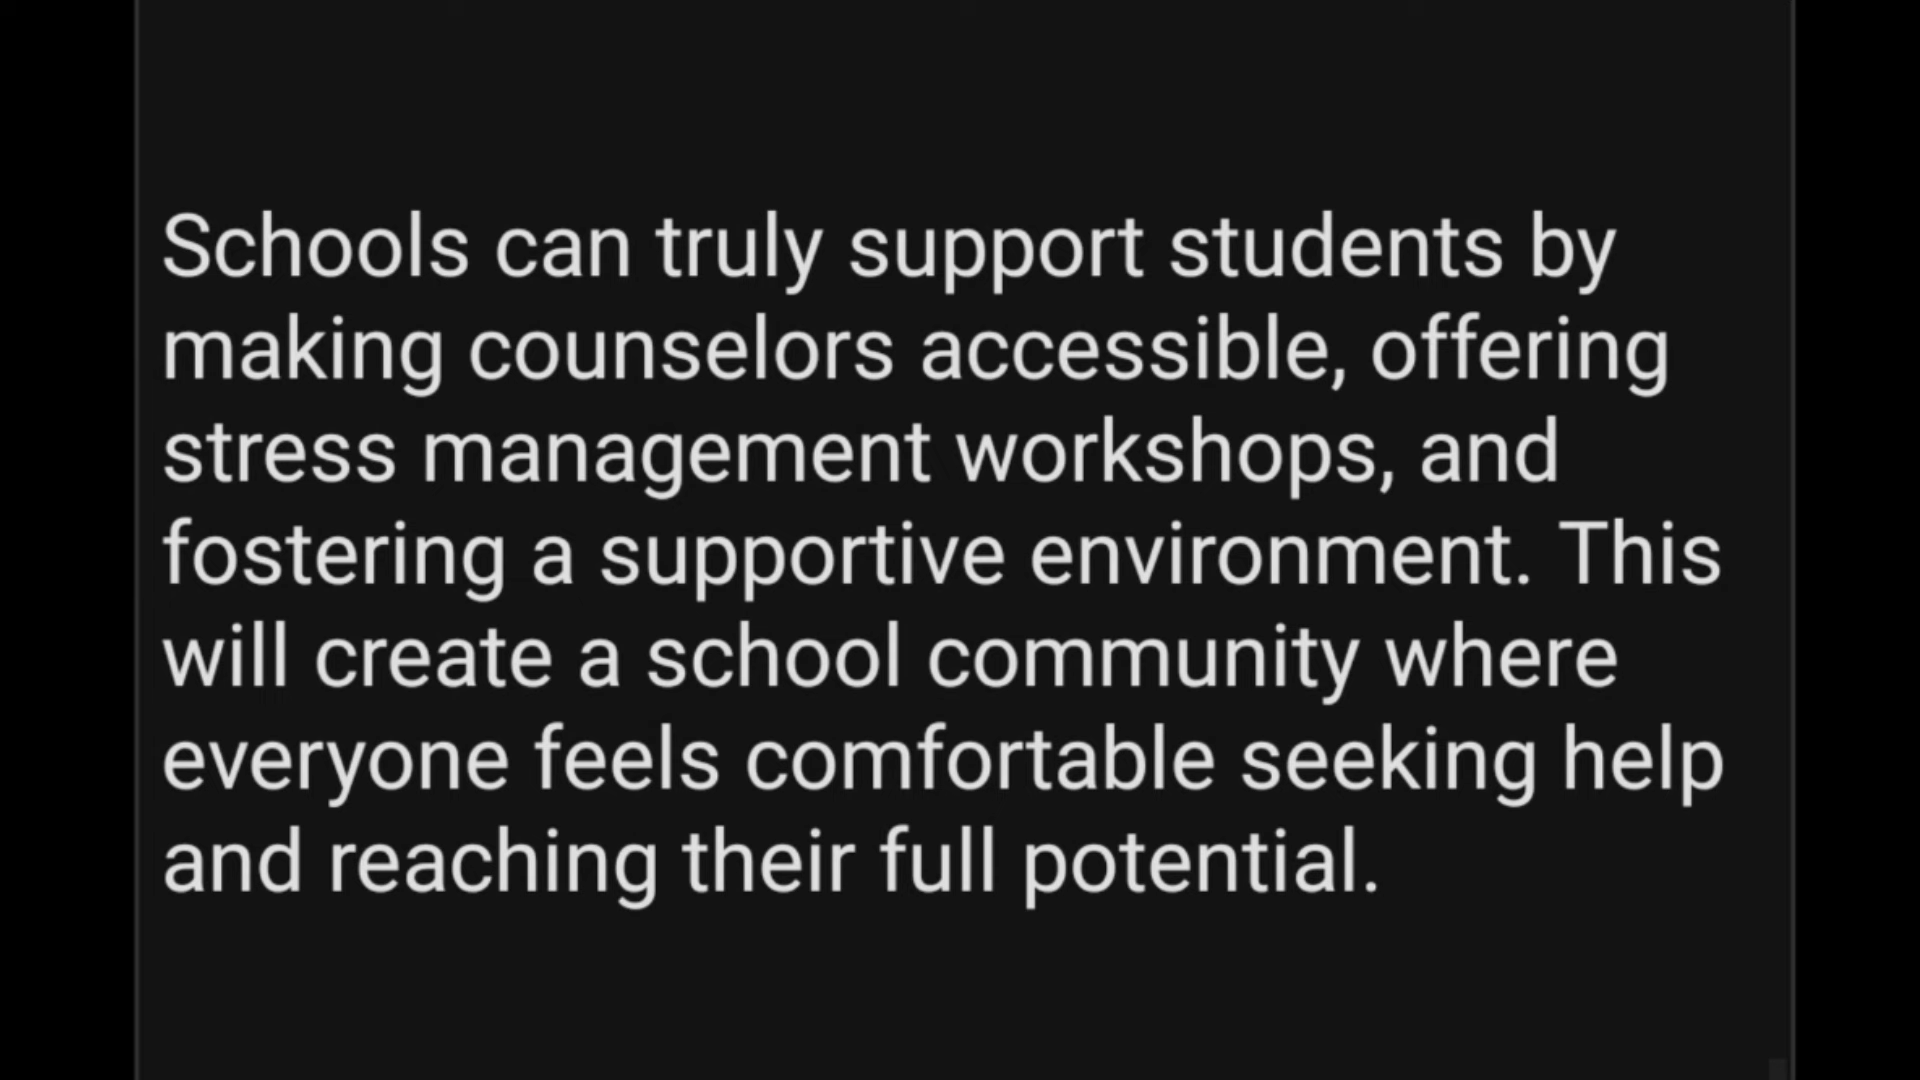 Schools can truly support students by
making counselors accessible, offering
stress management workshops, and
fostering a supportive environment. This
will create a school community where
everyone feels comfortable seeking help
and reaching their full potential.